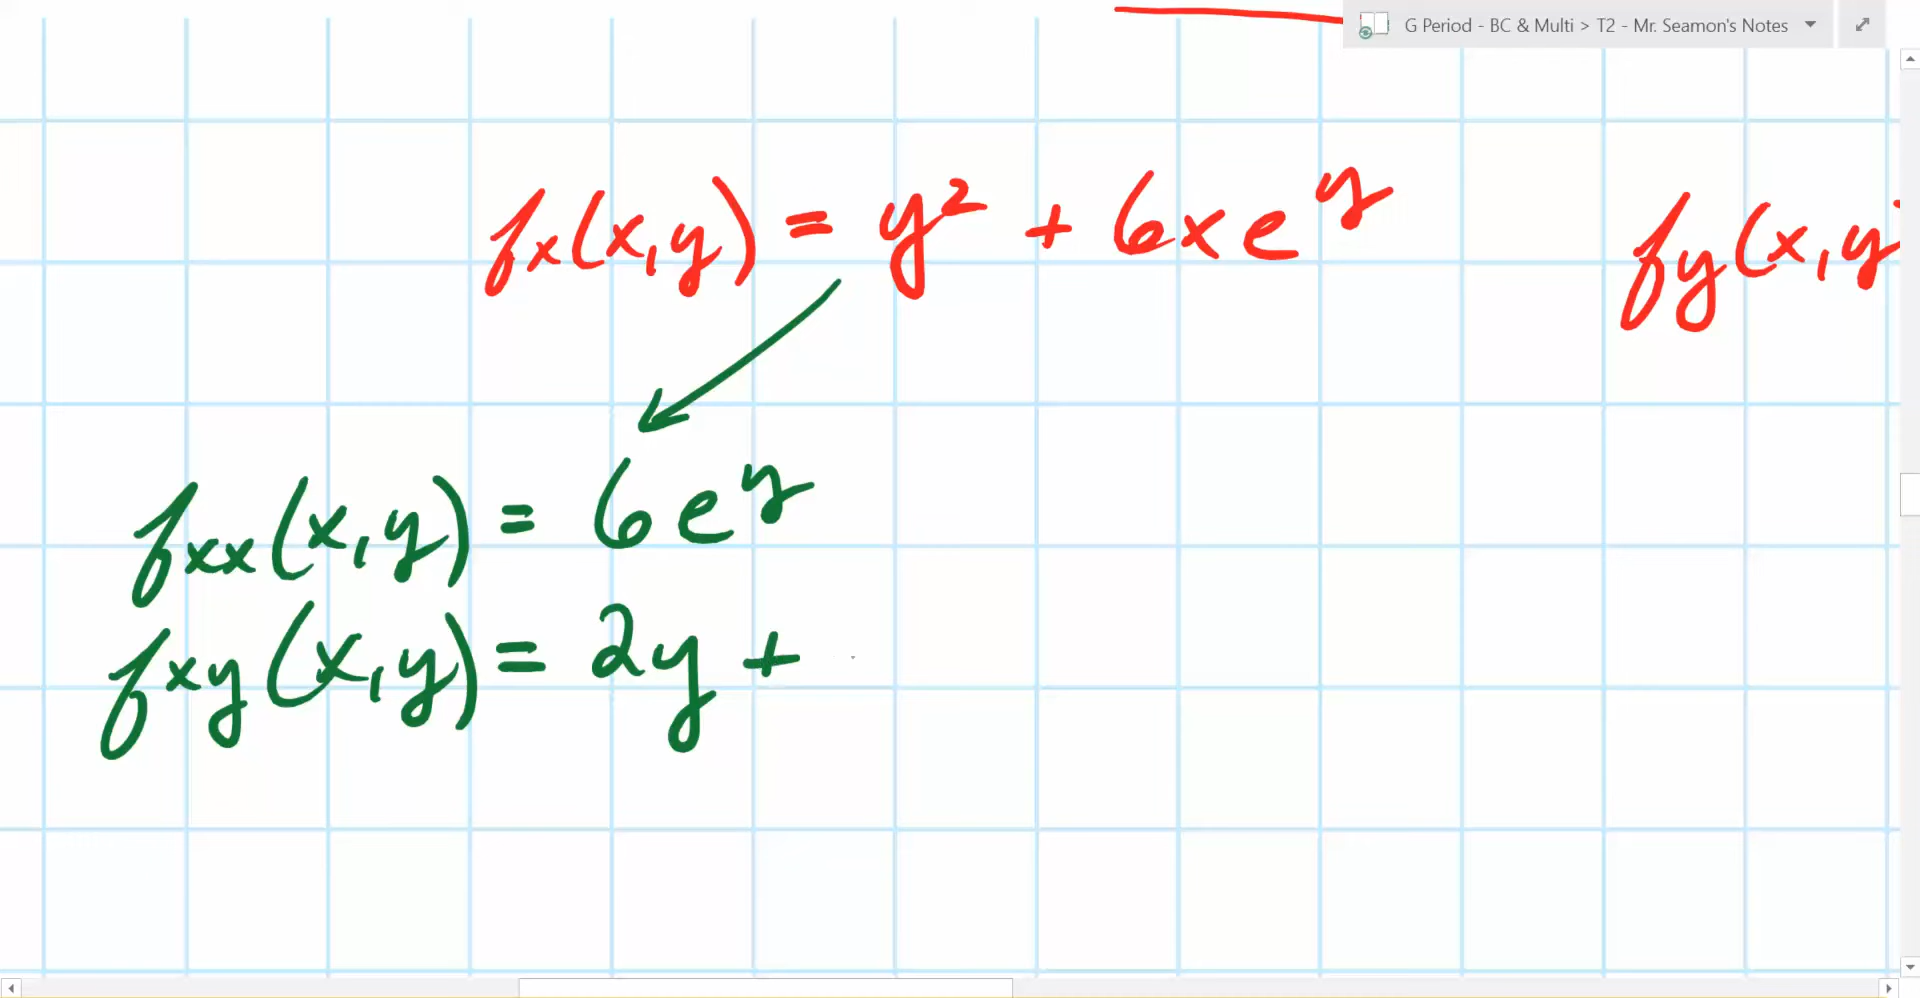 G Period - BC & Multi > T2 - Mr. Seamon's Notes
fx(x,y) = y² + 6xe^y
fy(x,y
fxx(x,y) = 6e^y
fxy(x,y) = 2y +